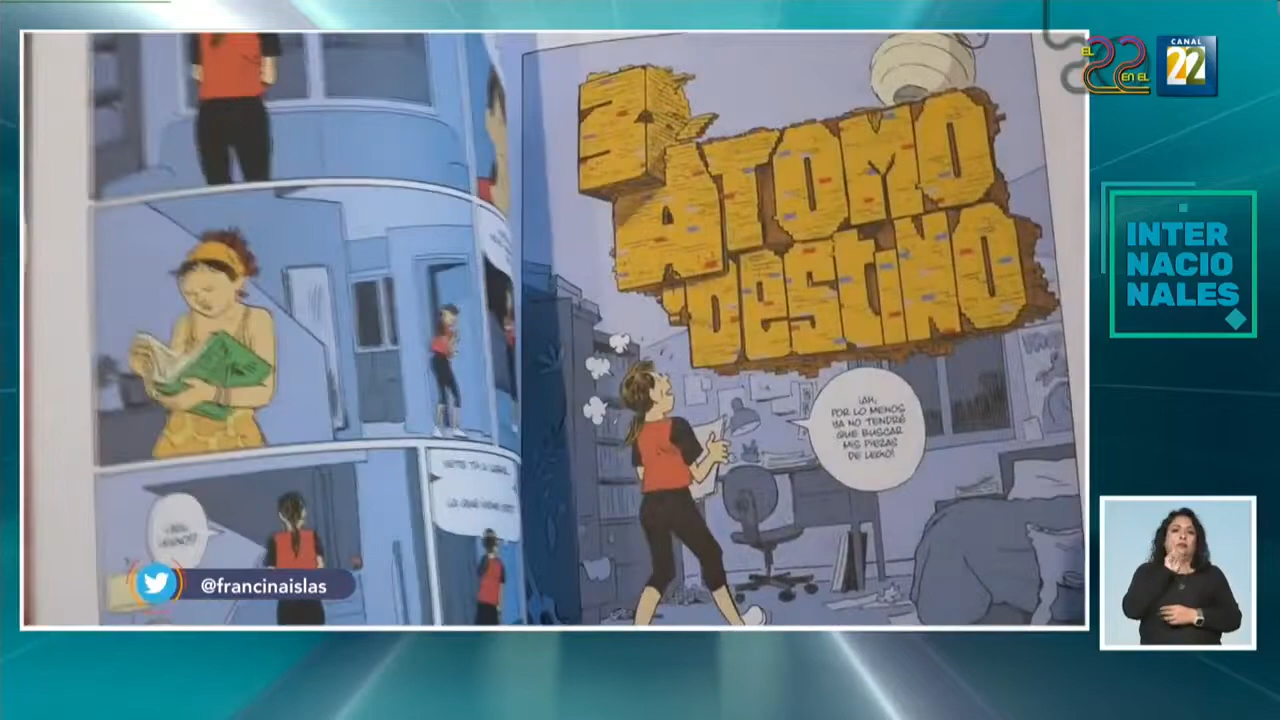 3.
ÁTOMO
DESTINO
¡AH,
POR LO MENOS
YA NO TENDRÉ
QUE BUSCAR
MIS PIEZAS
DE LEGO!
@francinaislas
EL 22 EN EL
CANAL
22
INTER
NACIO
NALES